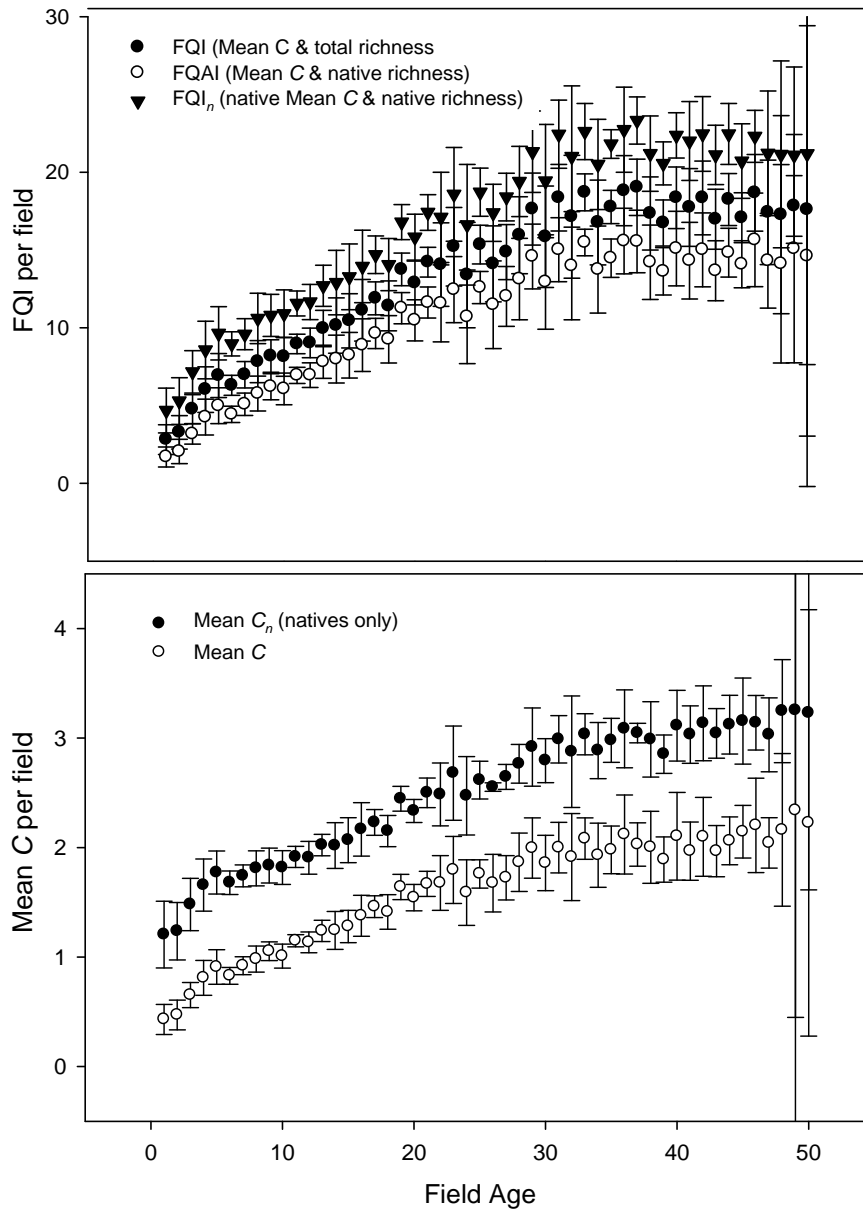 30
20
10
0
FQI per field
FQI (Mean C & total richness
FQAI (Mean C & native richness)
FQIn (native Mean C & native richness)
4
3
2
1
0
Mean C per field
Mean Cn (natives only)
Mean C
0 10 20 30 40 50
Field Age